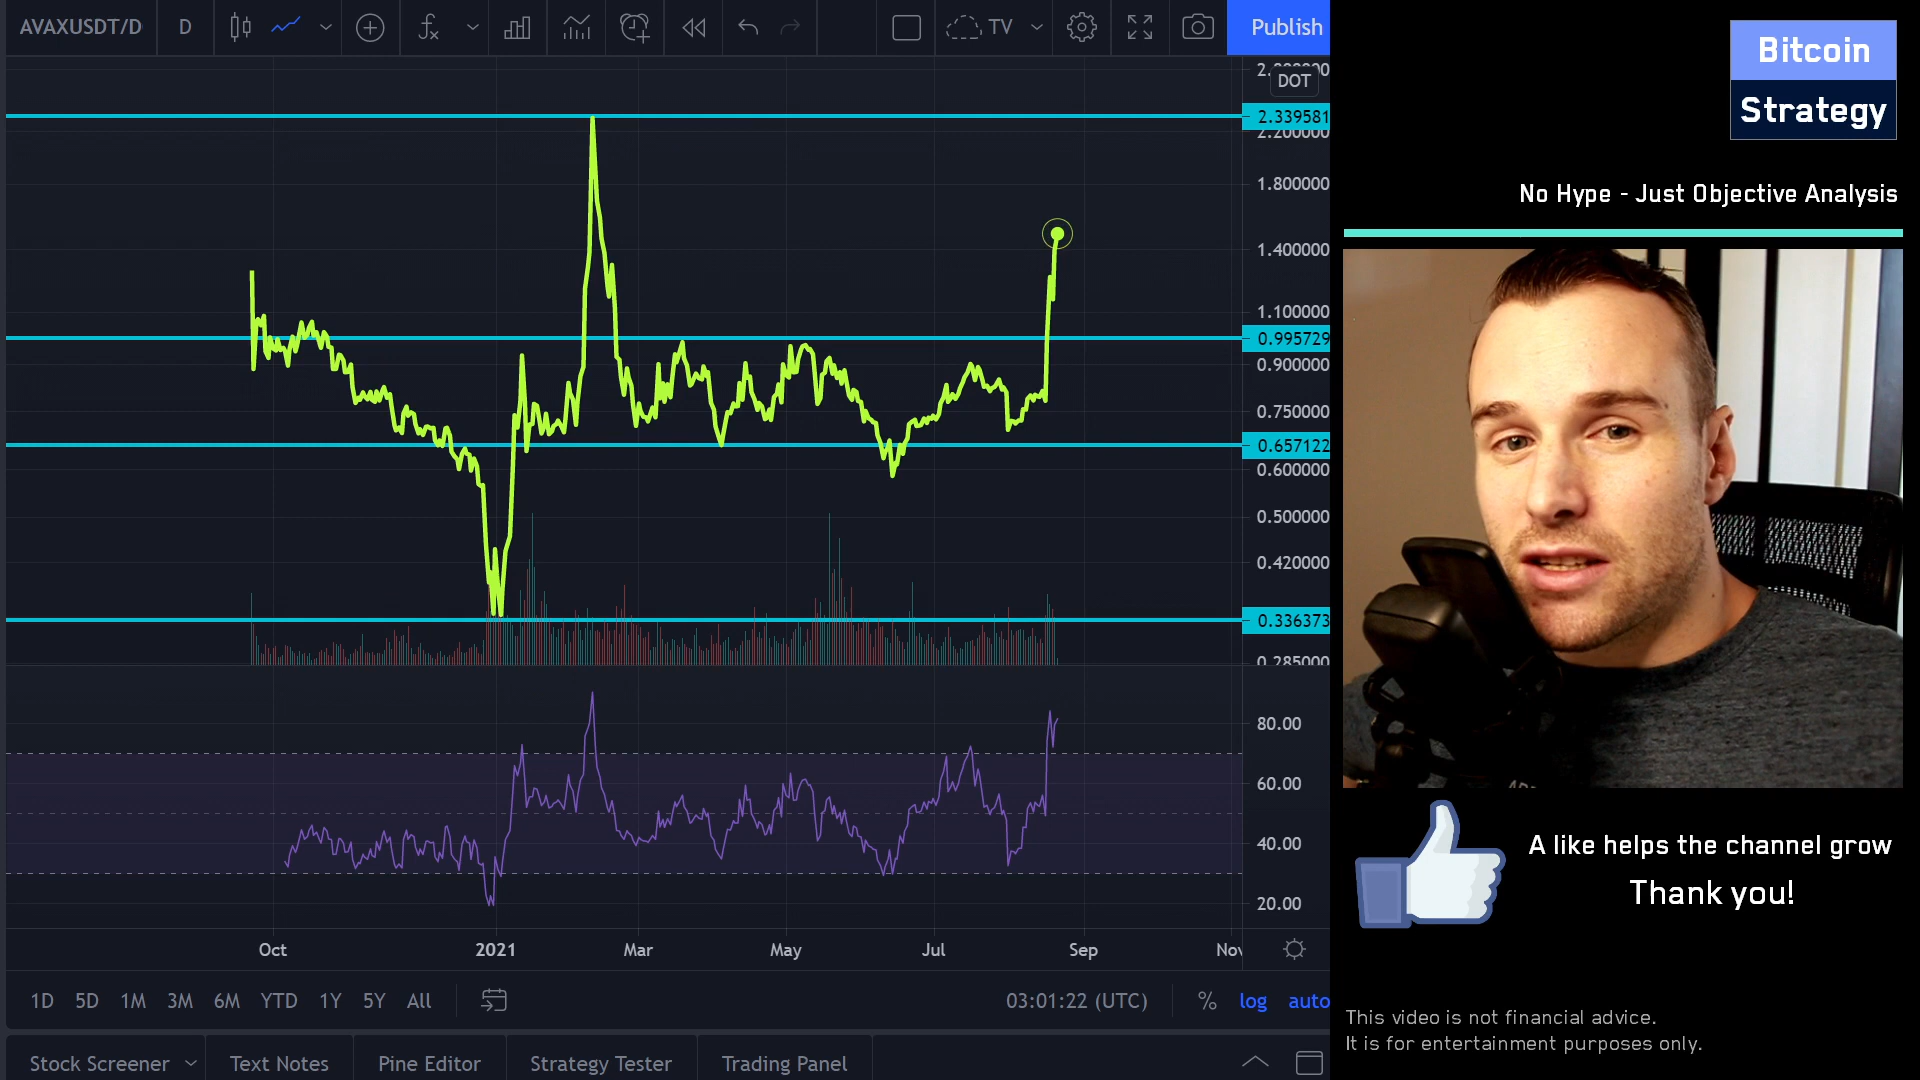 AVAXUSDT/D
D
TV
Publish
DOT
2.339581
2.200000
1.800000
1.400000
1.100000
0.995729
0.900000
0.750000
0.657122
0.600000
0.500000
0.420000
0.336373
0.285000
80.00
60.00
40.00
20.00
Oct
2021
Mar
May
Jul
Sep
Nov
1D
5D
1M
3M
6M
YTD
1Y
5Y
All
03:01:22 (UTC)
%
log
auto
Stock Screener
Text Notes
Pine Editor
Strategy Tester
Trading Panel
Bitcoin
Strategy
No Hype - Just Objective Analysis
A like helps the channel grow
Thank you!
This video is not financial advice.
It is for entertainment purposes only.